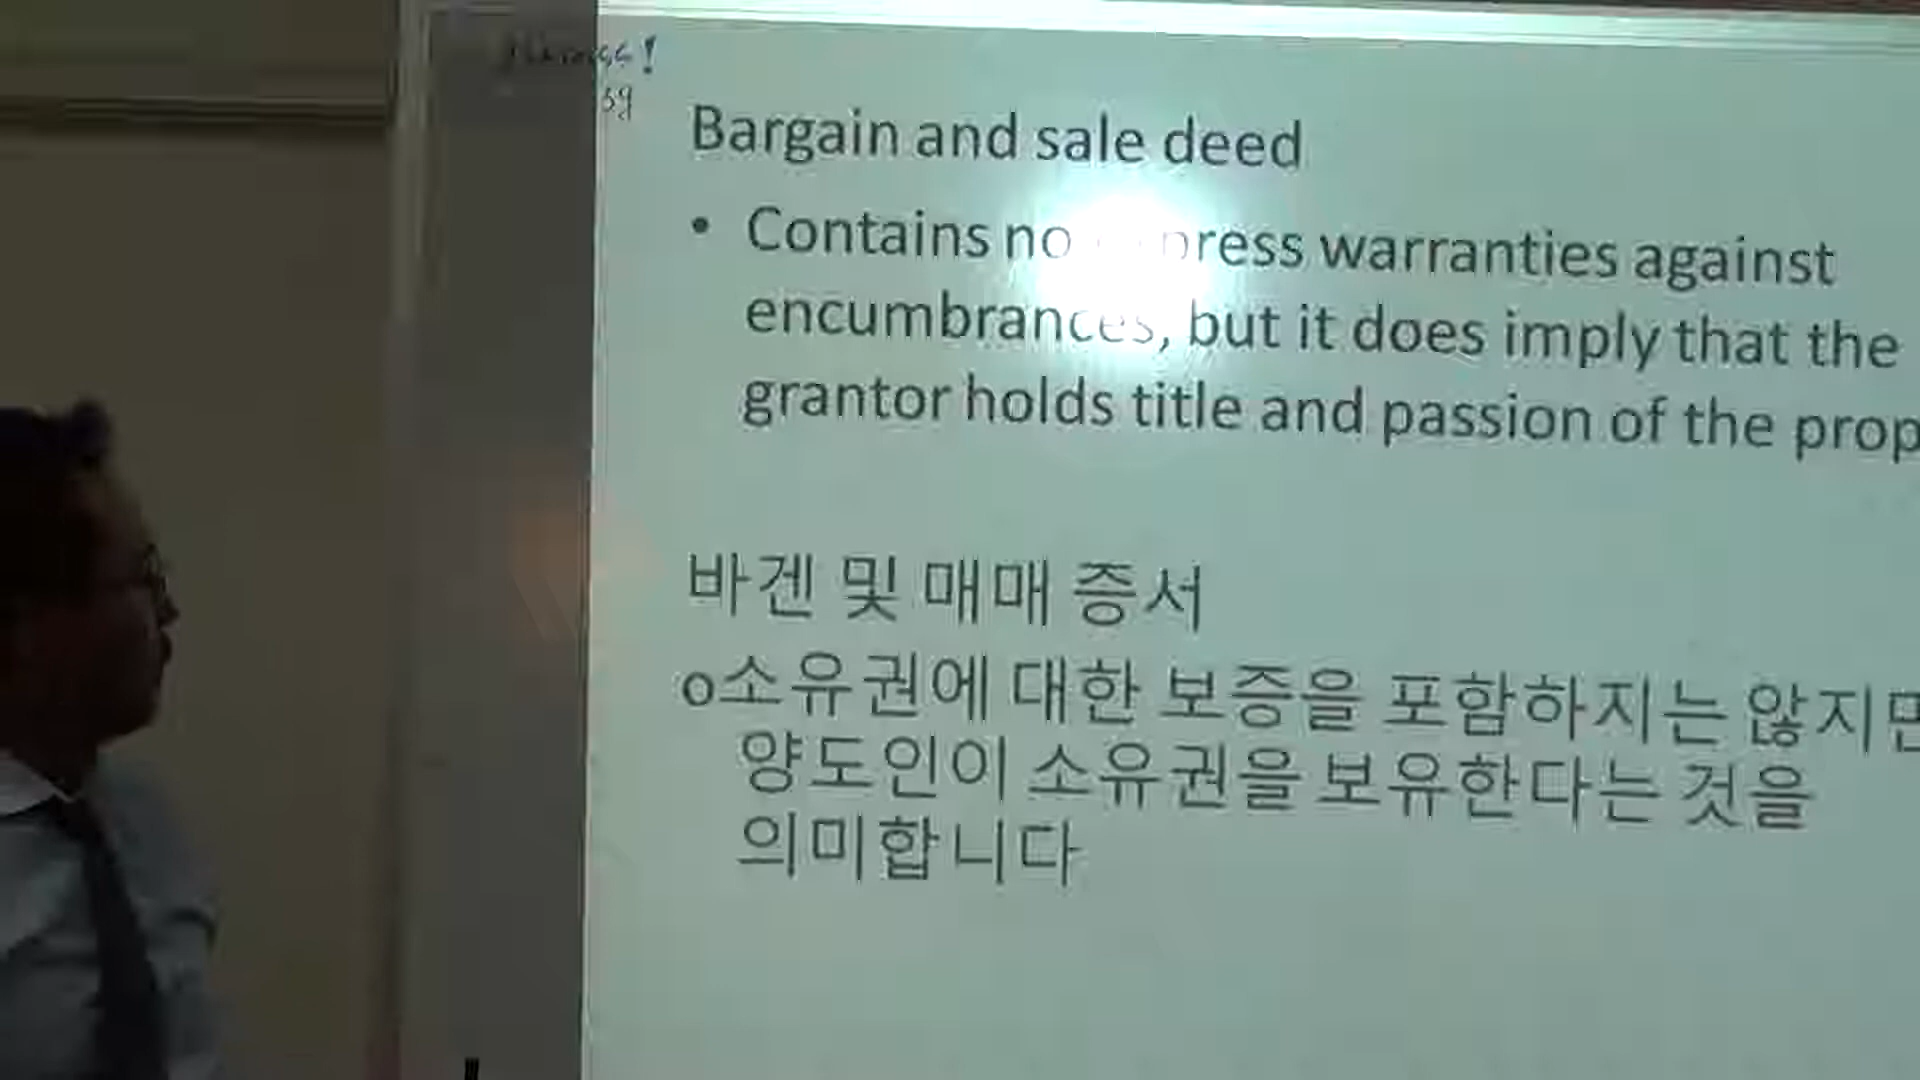 Bargain and sale deed
• Contains no press warranties against
encumbrances, but it does imply that the
grantor holds title and passion of the prop
바겐 및 매매 증서
o소유권에 대한 보증을 포함하지는 않지면
양도인이 소유권을 보유한다는 것을
의미합니다